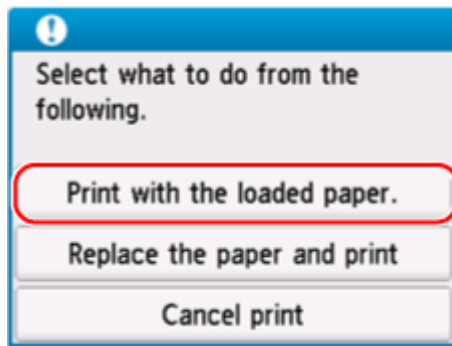 Select what to do from the
following.
Print with the loaded paper.
Replace the paper and print
Cancel print